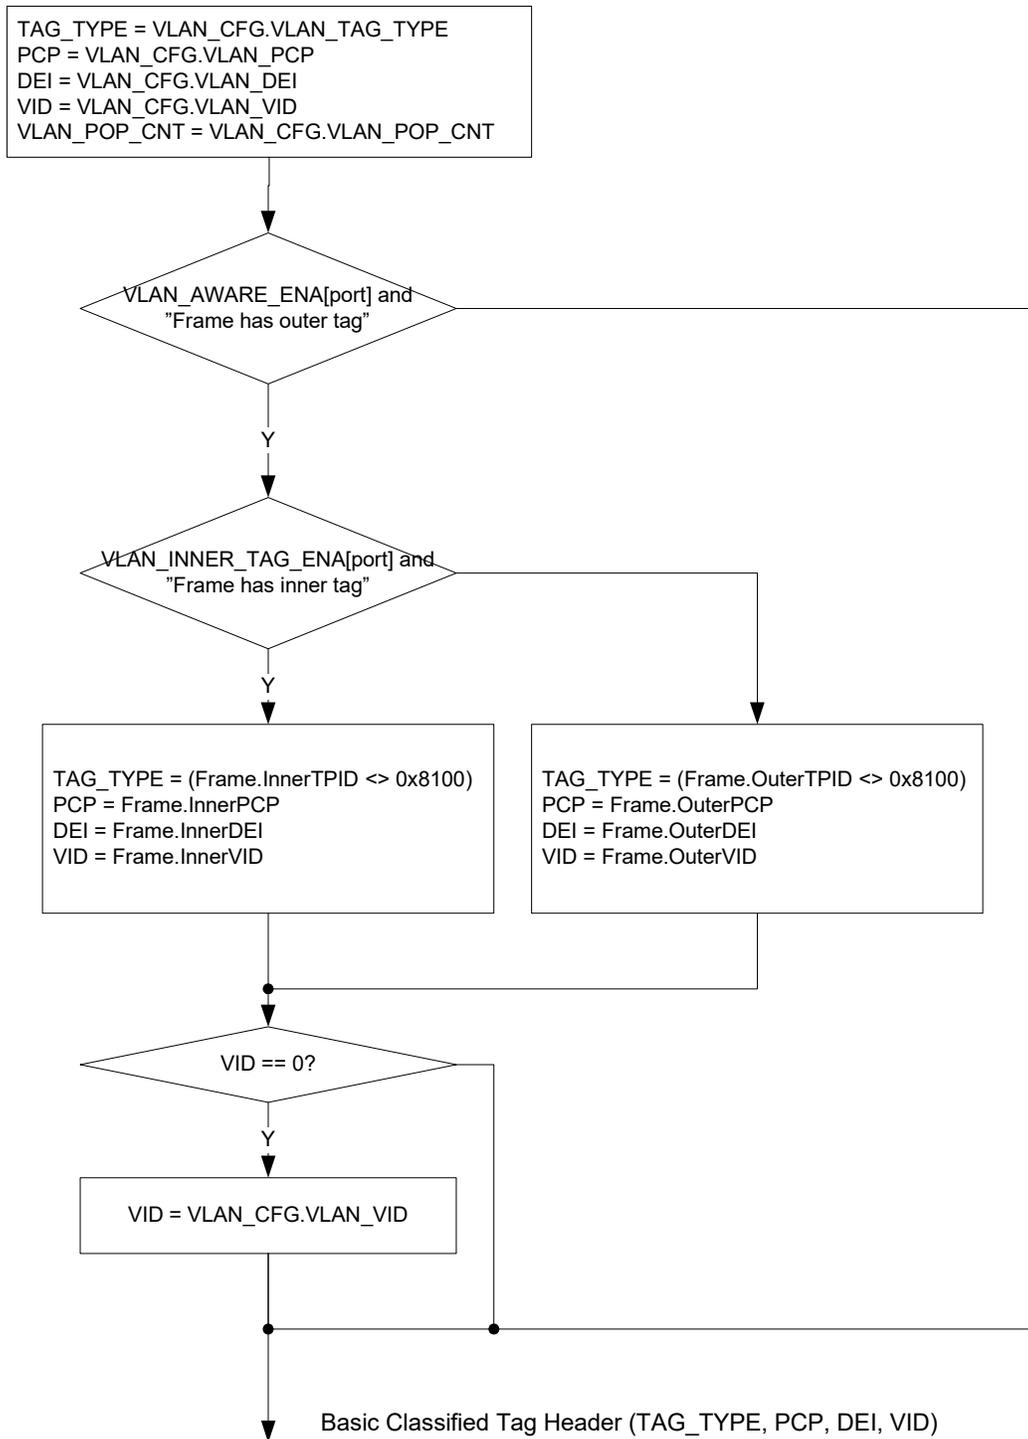 TAG_TYPE = VLAN_CFG.VLAN_TAG_TYPE
PCP = VLAN_CFG.VLAN_PCP
DEI = VLAN_CFG.VLAN_DEI
VID = VLAN_CFG.VLAN_VID
VLAN_POP_CNT = VLAN_CFG.VLAN_POP_CNT
VLAN_AWARE_ENA[port] and
”Frame has outer tag”
Y
VLAN_INNER_TAG_ENA[port] and
”Frame has inner tag”
Y
TAG_TYPE = (Frame.InnerTPID <> 0x8100)
PCP = Frame.InnerPCP
DEI = Frame.InnerDEI
VID = Frame.InnerVID
TAG_TYPE = (Frame.OuterTPID <> 0x8100)
PCP = Frame.OuterPCP
DEI = Frame.OuterDEI
VID = Frame.OuterVID
VID == 0?
Y
VID = VLAN_CFG.VLAN_VID
Basic Classified Tag Header (TAG_TYPE, PCP, DEI, VID)